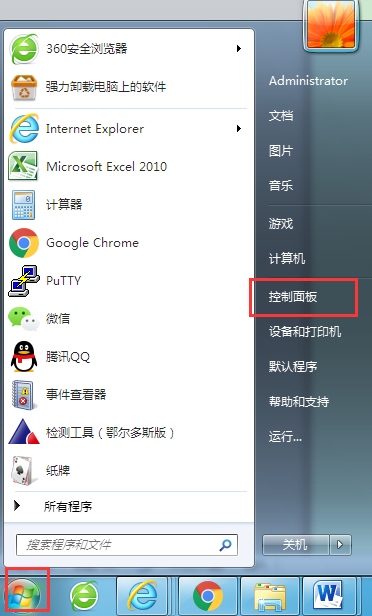 360安全浏览器
强力卸载电脑上的软件
Internet Explorer
Microsoft Excel 2010
计算器
Google Chrome
PuTTY
微信
腾讯QQ
事件查看器
检测工具（鄂尔多斯版）
纸牌
所有程序
搜索程序和文件
Administrator
文档
图片
音乐
游戏
计算机
控制面板
设备和打印机
默认程序
帮助和支持
运行...
关机